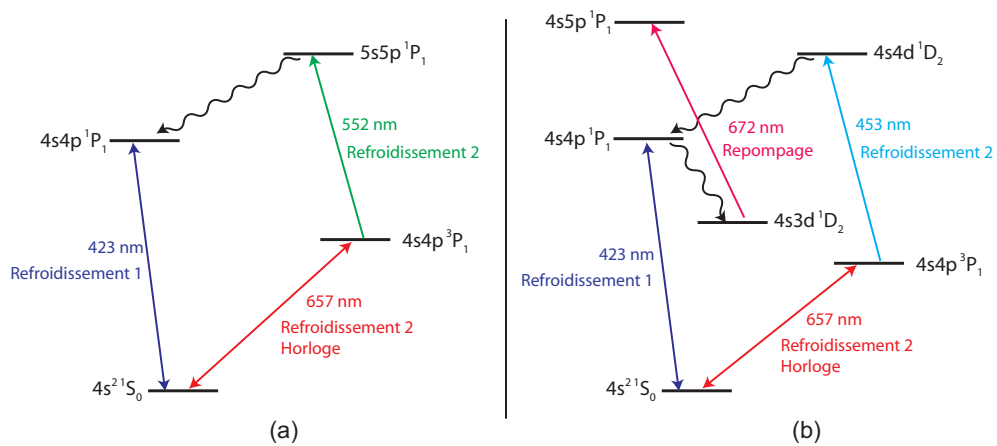 5s5p ¹P₁
4s4p ¹P₁
552 nm
Refroidissement 2
4s4p ³P₁
423 nm
Refroidissement 1
657 nm
Refroidissement 2
Horloge
4s² ¹S₀
(a)
4s5p ¹P₁
4s4d ¹D₂
4s4p ¹P₁
672 nm
Repompage
453 nm
Refroidissement 2
4s3d ¹D₂
4s4p ³P₁
423 nm
Refroidissement 1
657 nm
Refroidissement 2
Horloge
4s² ¹S₀
(b)